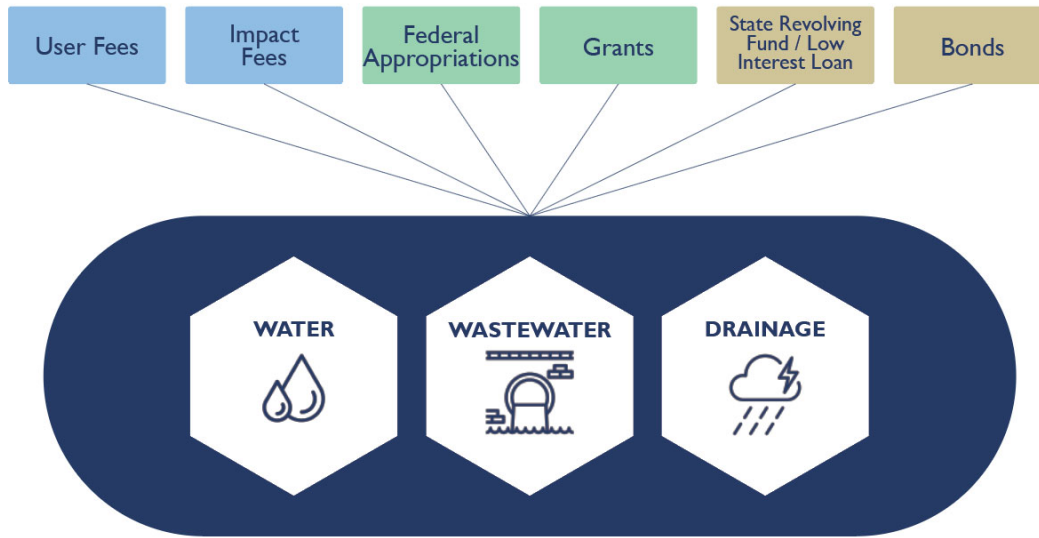 User Fees
Impact
Fees
Federal
Appropriations
Grants
State Revolving
Fund / Low
Interest Loan
Bonds
WATER
WASTEWATER
DRAINAGE